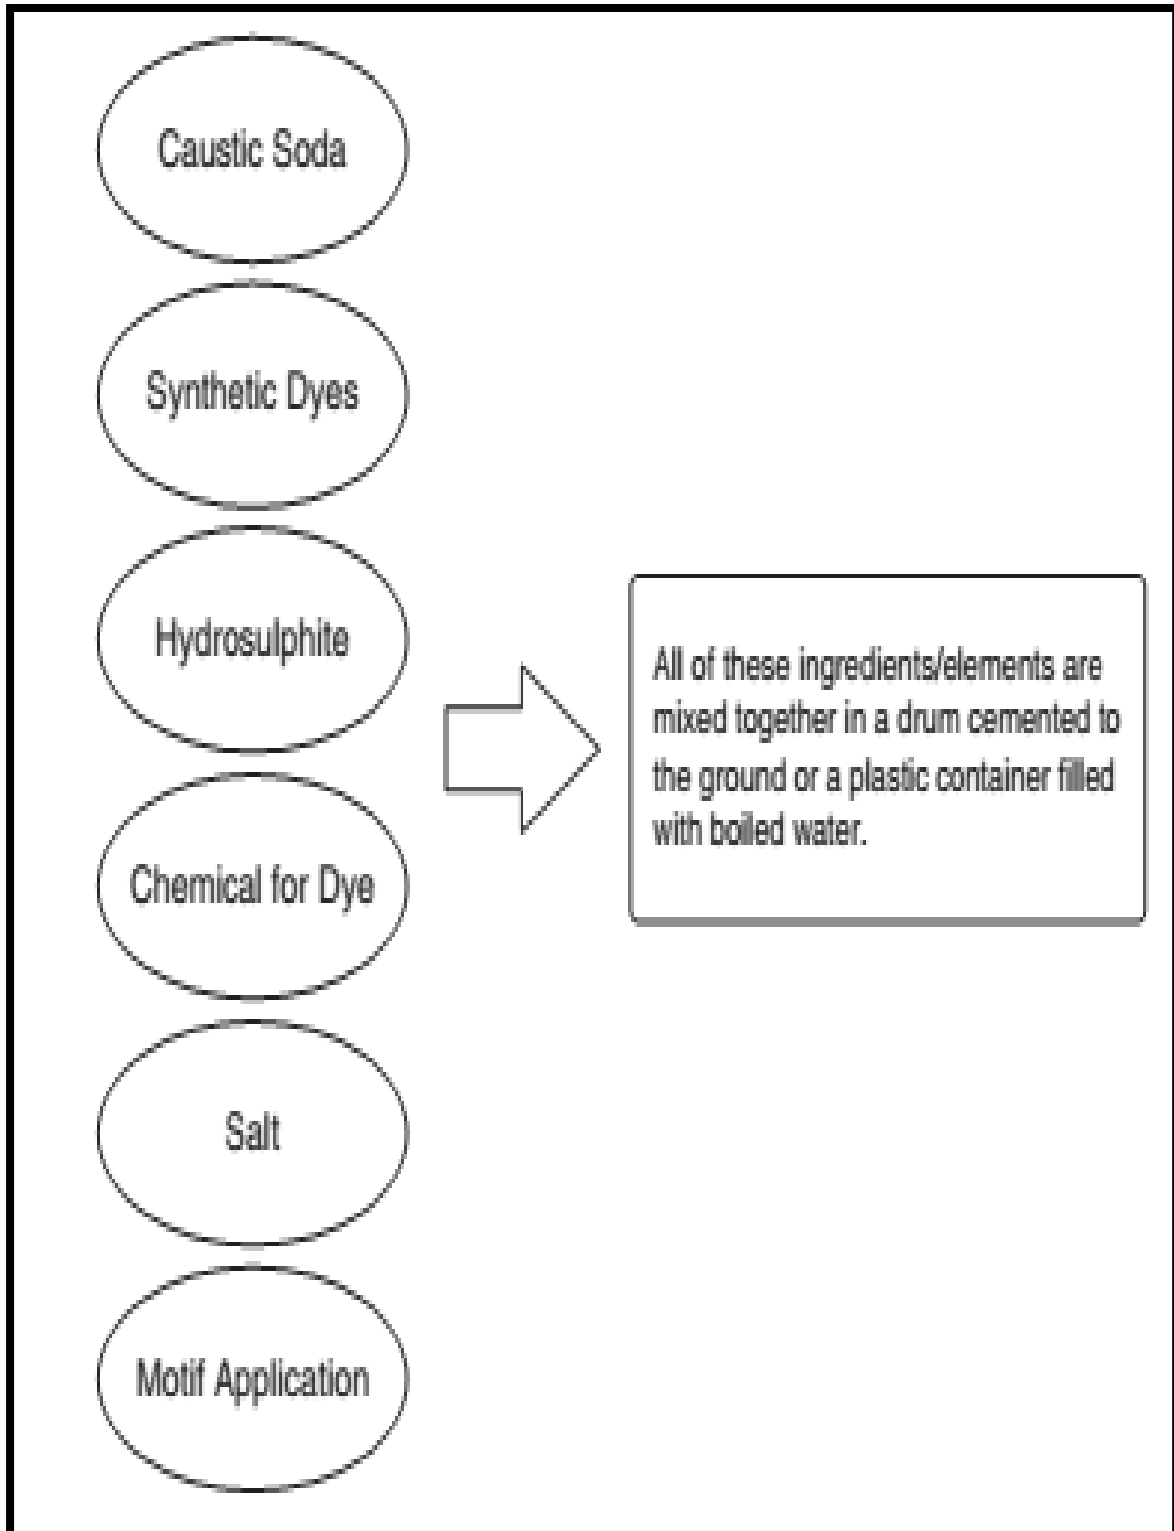 Caustic Soda
Synthetic Dyes
Hydrosulphite
Chemical for Dye
Salt
Motif Application
All of these ingredients/elements are
mixed together in a drum cemented to
the ground or a plastic container filled
with boiled water.